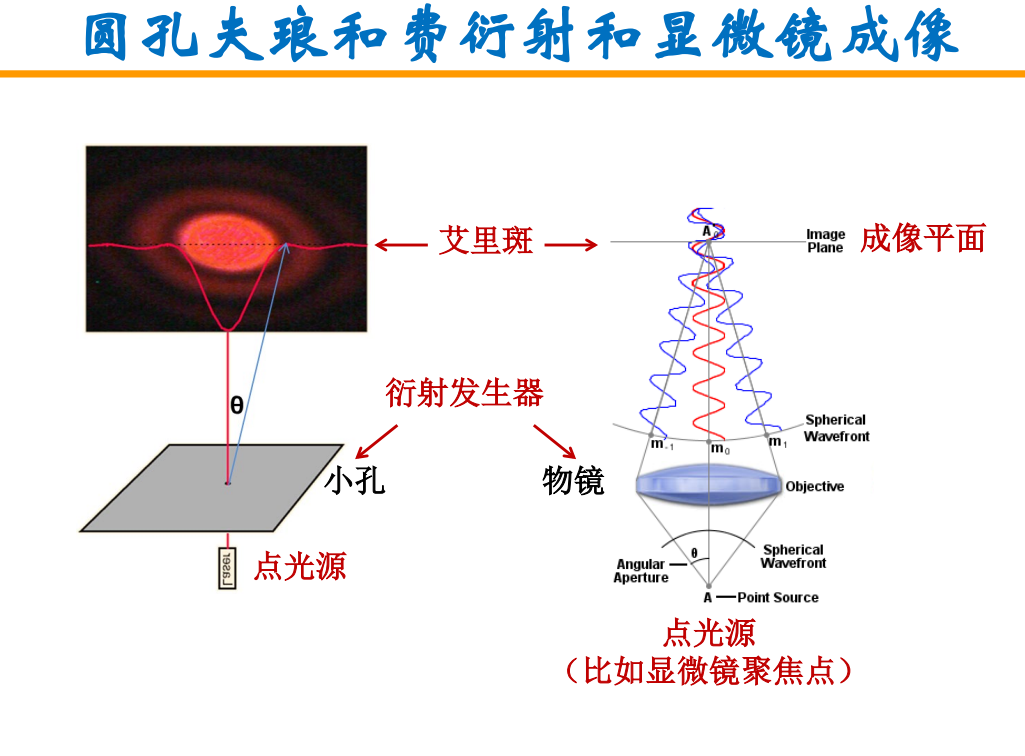 圆孔夫琅和费衍射和显微镜成像
艾里斑
A
Image
Plane
成像平面
θ
衍射发生器
小孔
物镜
Spherical
Wavefront
m-1
m0
m1
Objective
Laser
点光源
θ
Angular
Aperture
Spherical
Wavefront
A
Point Source
点光源
（比如显微镜聚焦点）